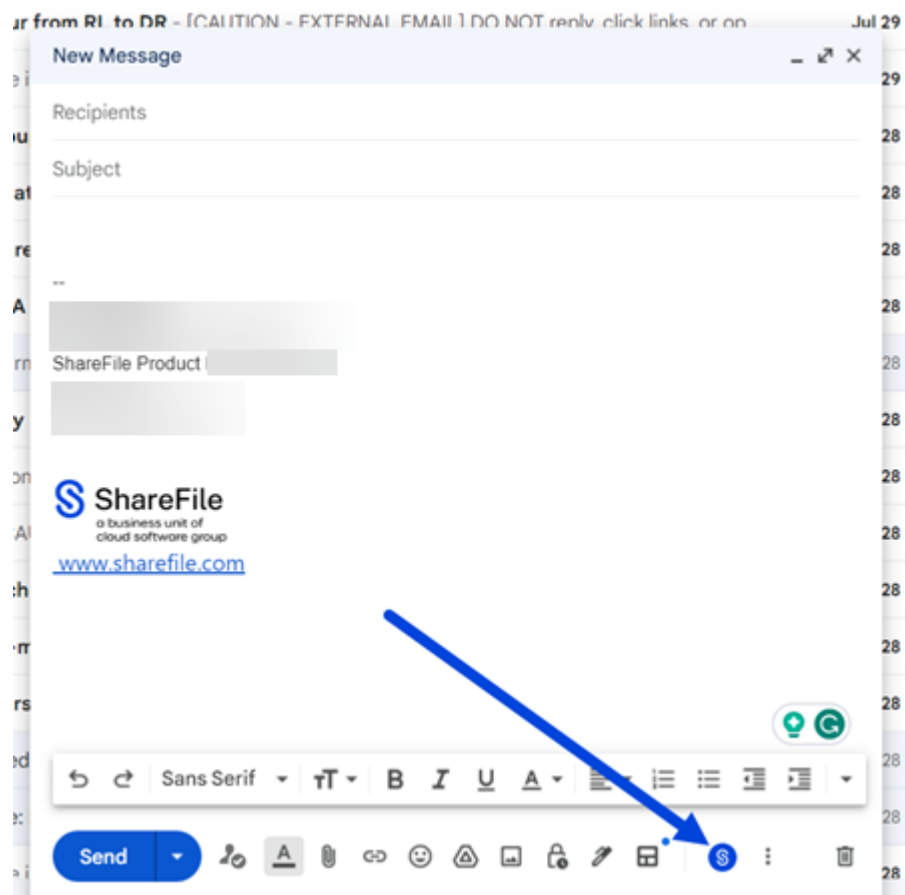 ur from RL to DR - [CAUTION - EXTERNAL EMAIL] DO NOT reply, click links, or op Jul 29
New Message
29
Recipients
28
Subject
28
28
--
28
ShareFile Product
28
28
ShareFile
28
a business unit of
cloud software group
28
www.sharefile.com
28
28
28
28
Sans Serif
28
Send
28